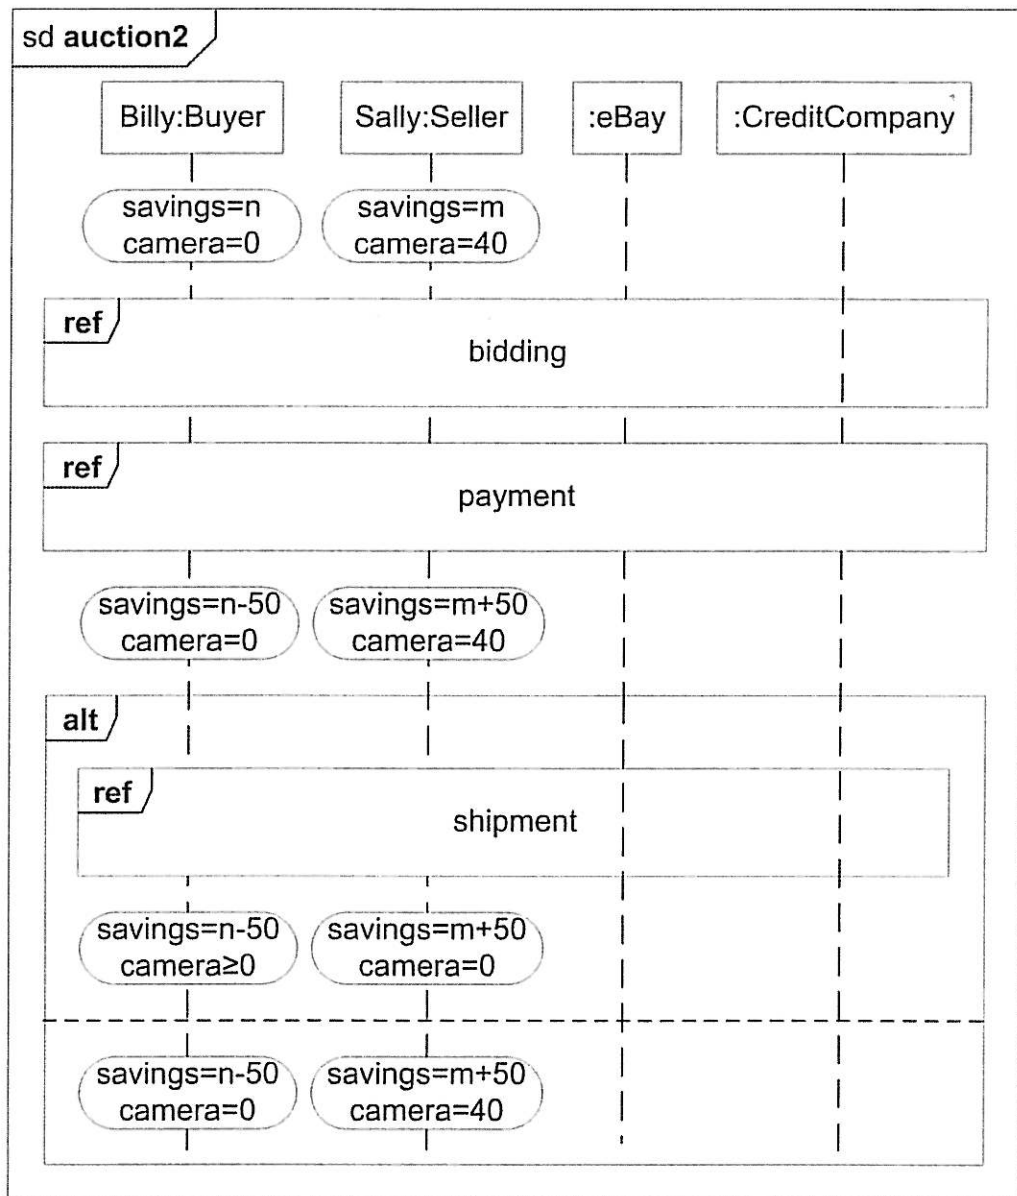 sd auction2
Billy:Buyer
Sally:Seller
:eBay
:CreditCompany
savings=n
camera=0
savings=m
camera=40
ref
bidding
ref
payment
savings=n-50
camera=0
savings=m+50
camera=40
alt
ref
shipment
savings=n-50
camera≥0
savings=m+50
camera=0
savings=n-50
camera=0
savings=m+50
camera=40